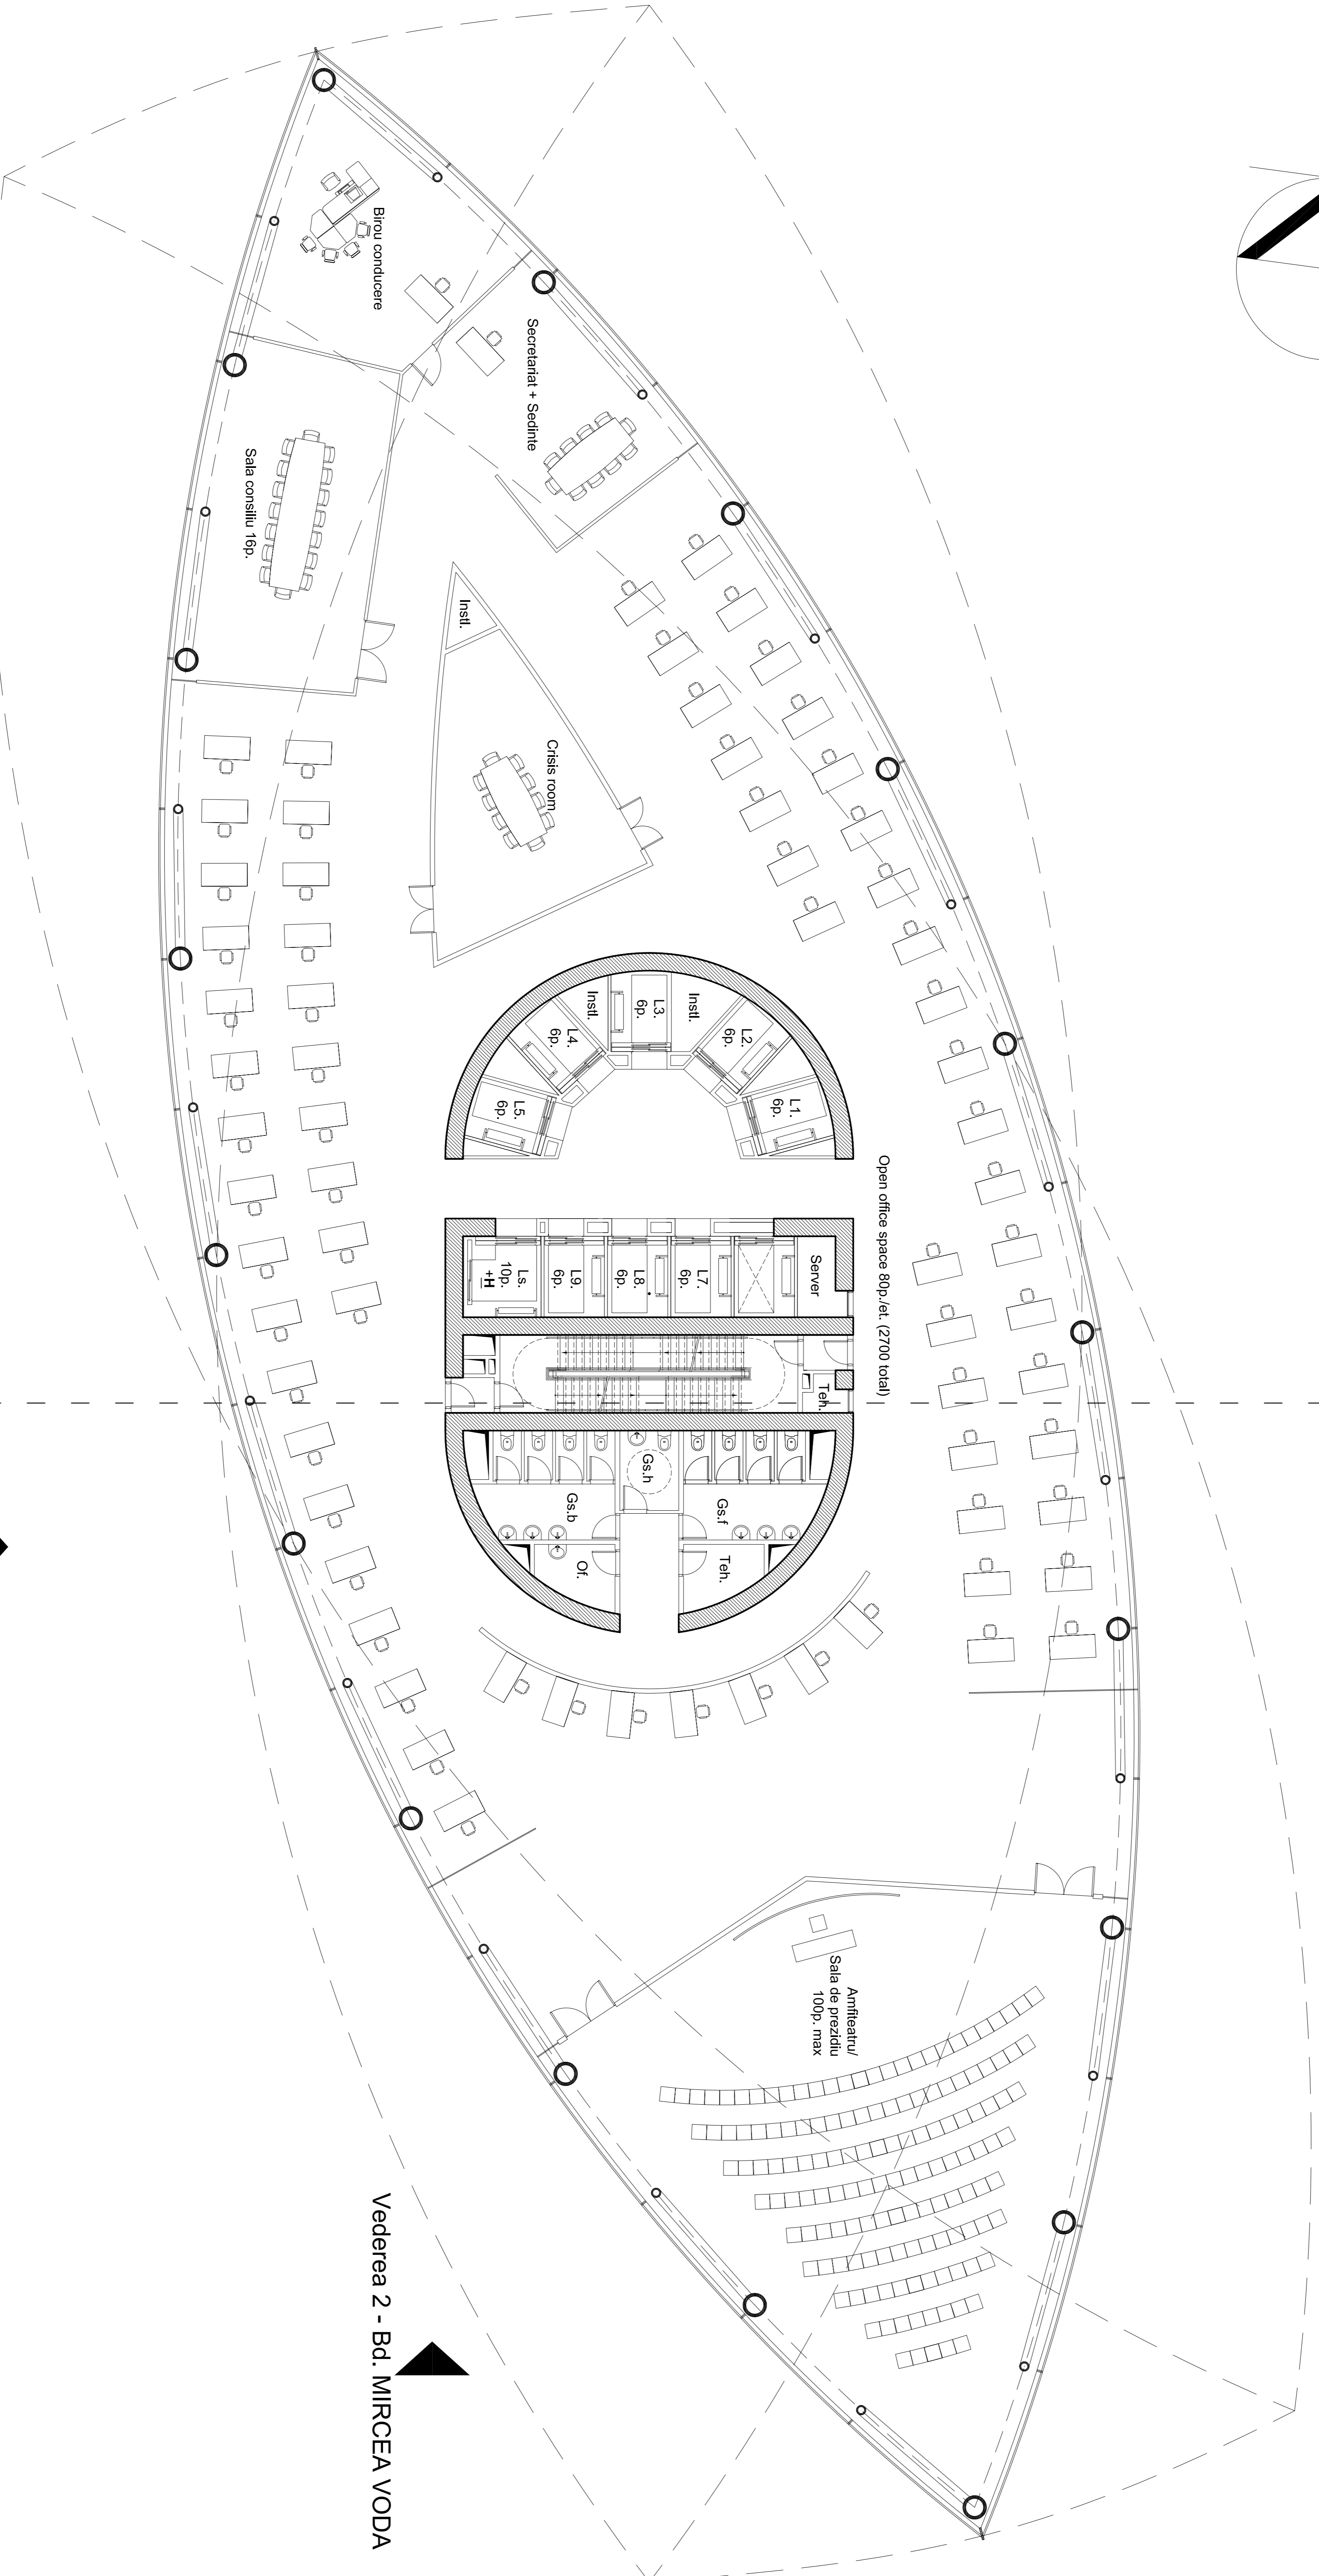 Birou conducere
Secretariat + Sedinte
Sala consiliu 16p.
Instl.
Crisis room
Instl.
L3.
6p.
Instl.
L4.
6p.
L2.
6p.
L5.
6p.
L1.
6p.
Open office space 80p./et. (2700 total)
Ls.
10p.
+H
L9.
6p.
L8.
6p.
L7.
6p.
Server
Teh.
Gs.h
Gs.b
Gs.f
Of.
Teh.
Amfiteatru/
Sala de prezidiu
100p. max
Vederea 2 - Bd. MIRCEA VODA